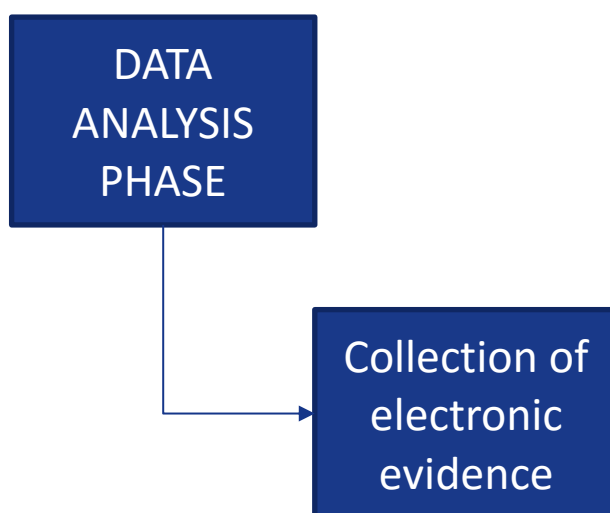 DATA
ANALYSIS
PHASE
Collection of
electronic
evidence